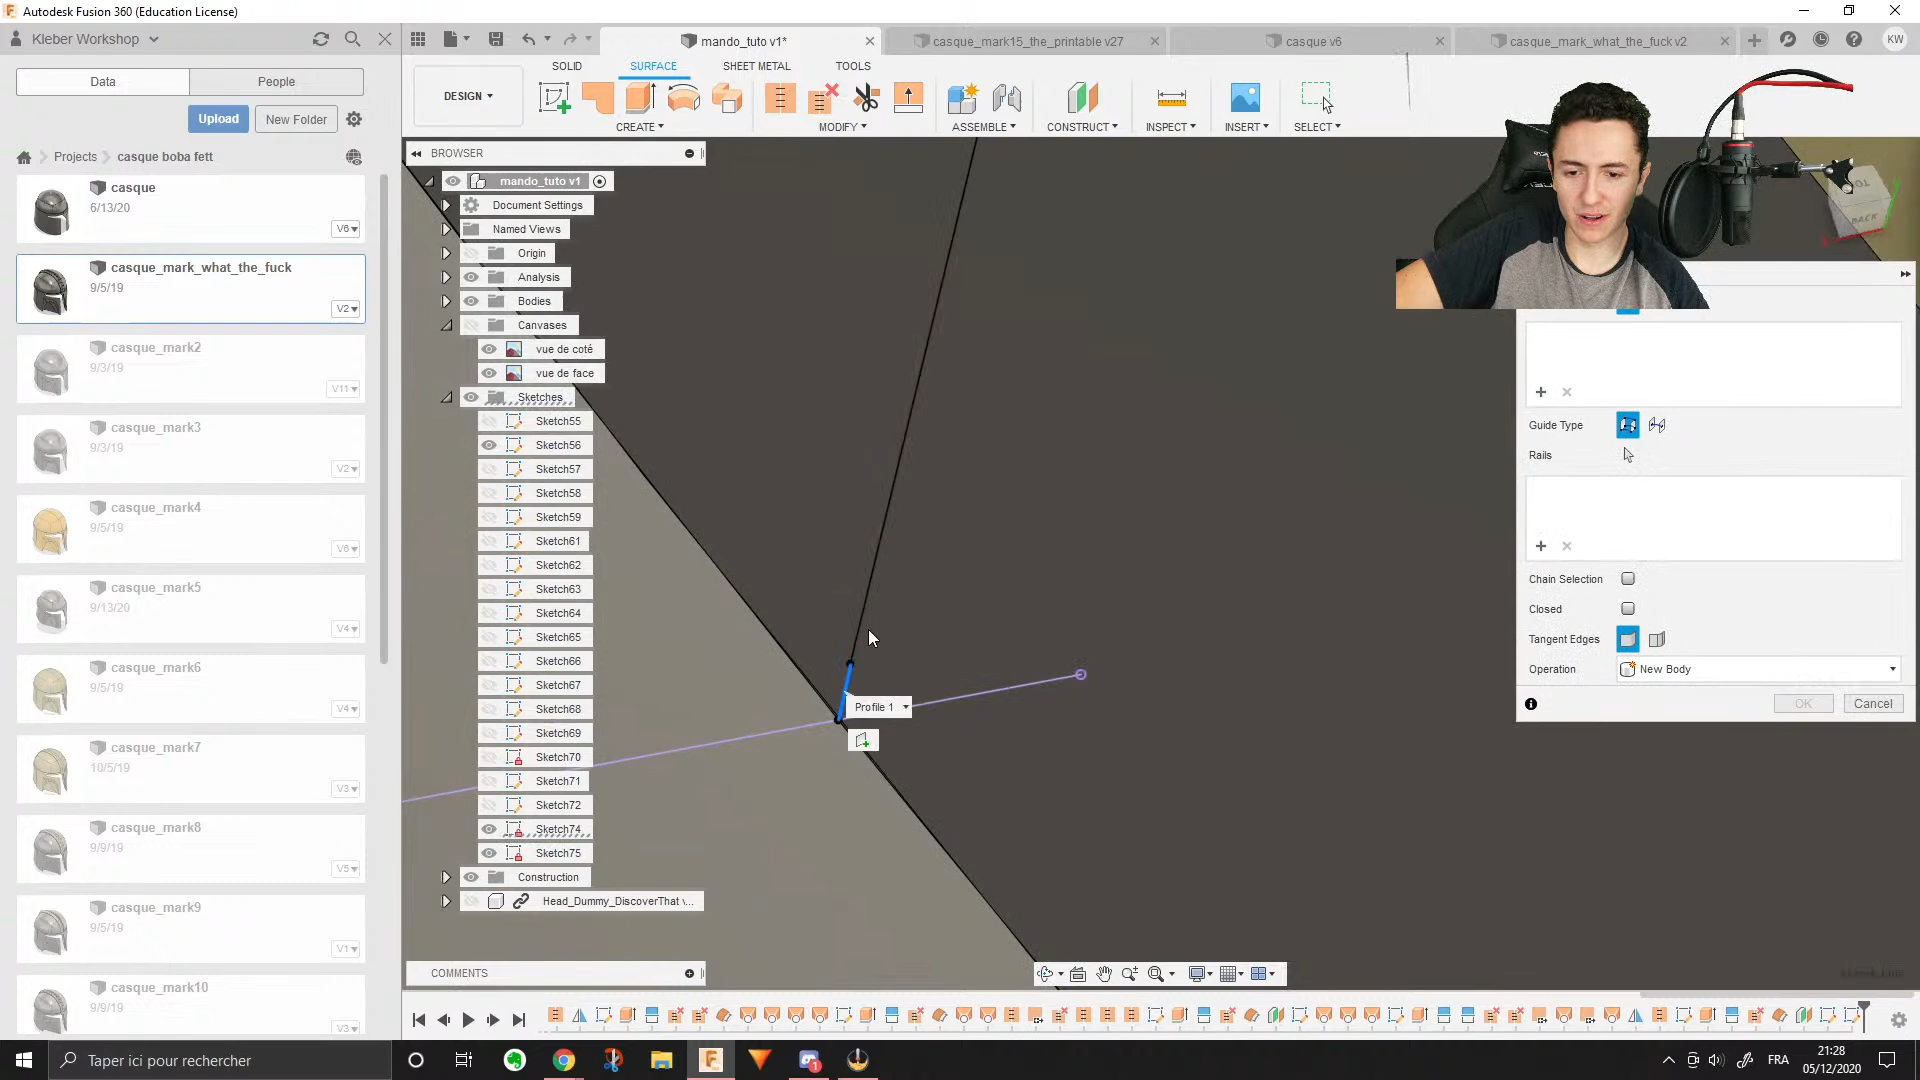 Autodesk Fusion 360 (Education License)
Kleber Workshop
mando_tuto v1*
casque_mark15_the_printable v27
casque v6
casque_mark_what_the_fuck v2
KW
Data
People
Upload
New Folder
Projects
casque boba fett
SOLID
SURFACE
SHEET METAL
TOOLS
DESIGN
CREATE
MODIFY
ASSEMBLE
CONSTRUCT
INSPECT
INSERT
SELECT
casque
6/13/20
V6
casque_mark_what_the_fuck
9/5/19
V2
casque_mark2
9/3/19
V11
casque_mark3
9/3/19
V2
casque_mark4
9/5/19
V6
casque_mark5
9/13/20
V4
casque_mark6
9/5/19
V4
casque_mark7
10/5/19
V3
casque_mark8
9/9/19
V5
casque_mark9
9/5/19
V1
casque_mark10
9/9/19
V3
BROWSER
mando_tuto v1
Document Settings
Named Views
Origin
Analysis
Bodies
Canvases
vue de coté
vue de face
Sketches
Sketch55
Sketch56
Sketch57
Sketch58
Sketch59
Sketch61
Sketch62
Sketch63
Sketch64
Sketch65
Sketch66
Sketch67
Sketch68
Sketch69
Sketch70
Sketch71
Sketch72
Sketch74
Sketch75
Construction
Head_Dummy_DiscoverThat v...
COMMENTS
Profile 1
TOP
BACK
Guide Type
Rails
Chain Selection
Closed
Tangent Edges
Operation
New Body
OK
Cancel
Taper ici pour rechercher
FRA
21:28
05/12/2020